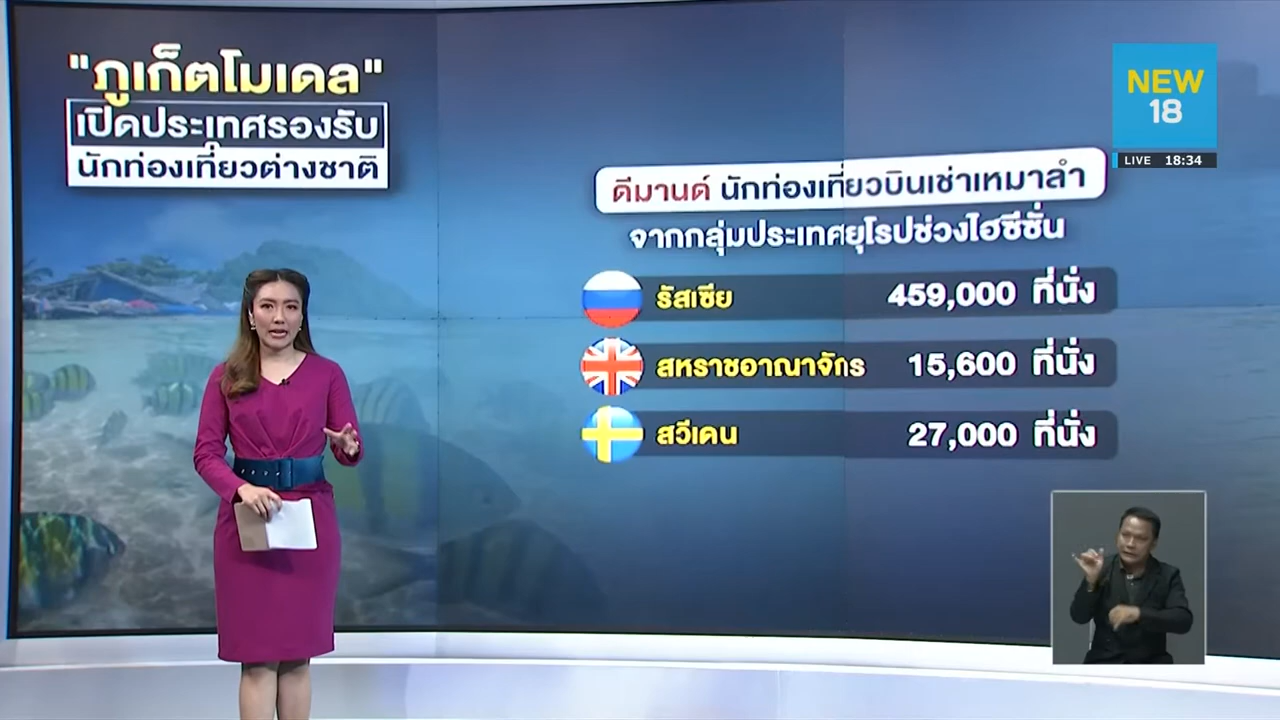 "ภูเก็ตโมเดล"
เปิดประเทศรองรับ
นักท่องเที่ยวต่างชาติ
NEW
18
LIVE 18:34
ดีมานด์ นักท่องเที่ยวบินเช่าเหมาลำ
จากกลุ่มประเทศยุโรปช่วงไฮซีซั่น
รัสเซีย 459,000 ที่นั่ง
สหราชอาณาจักร 15,600 ที่นั่ง
สวีเดน 27,000 ที่นั่ง